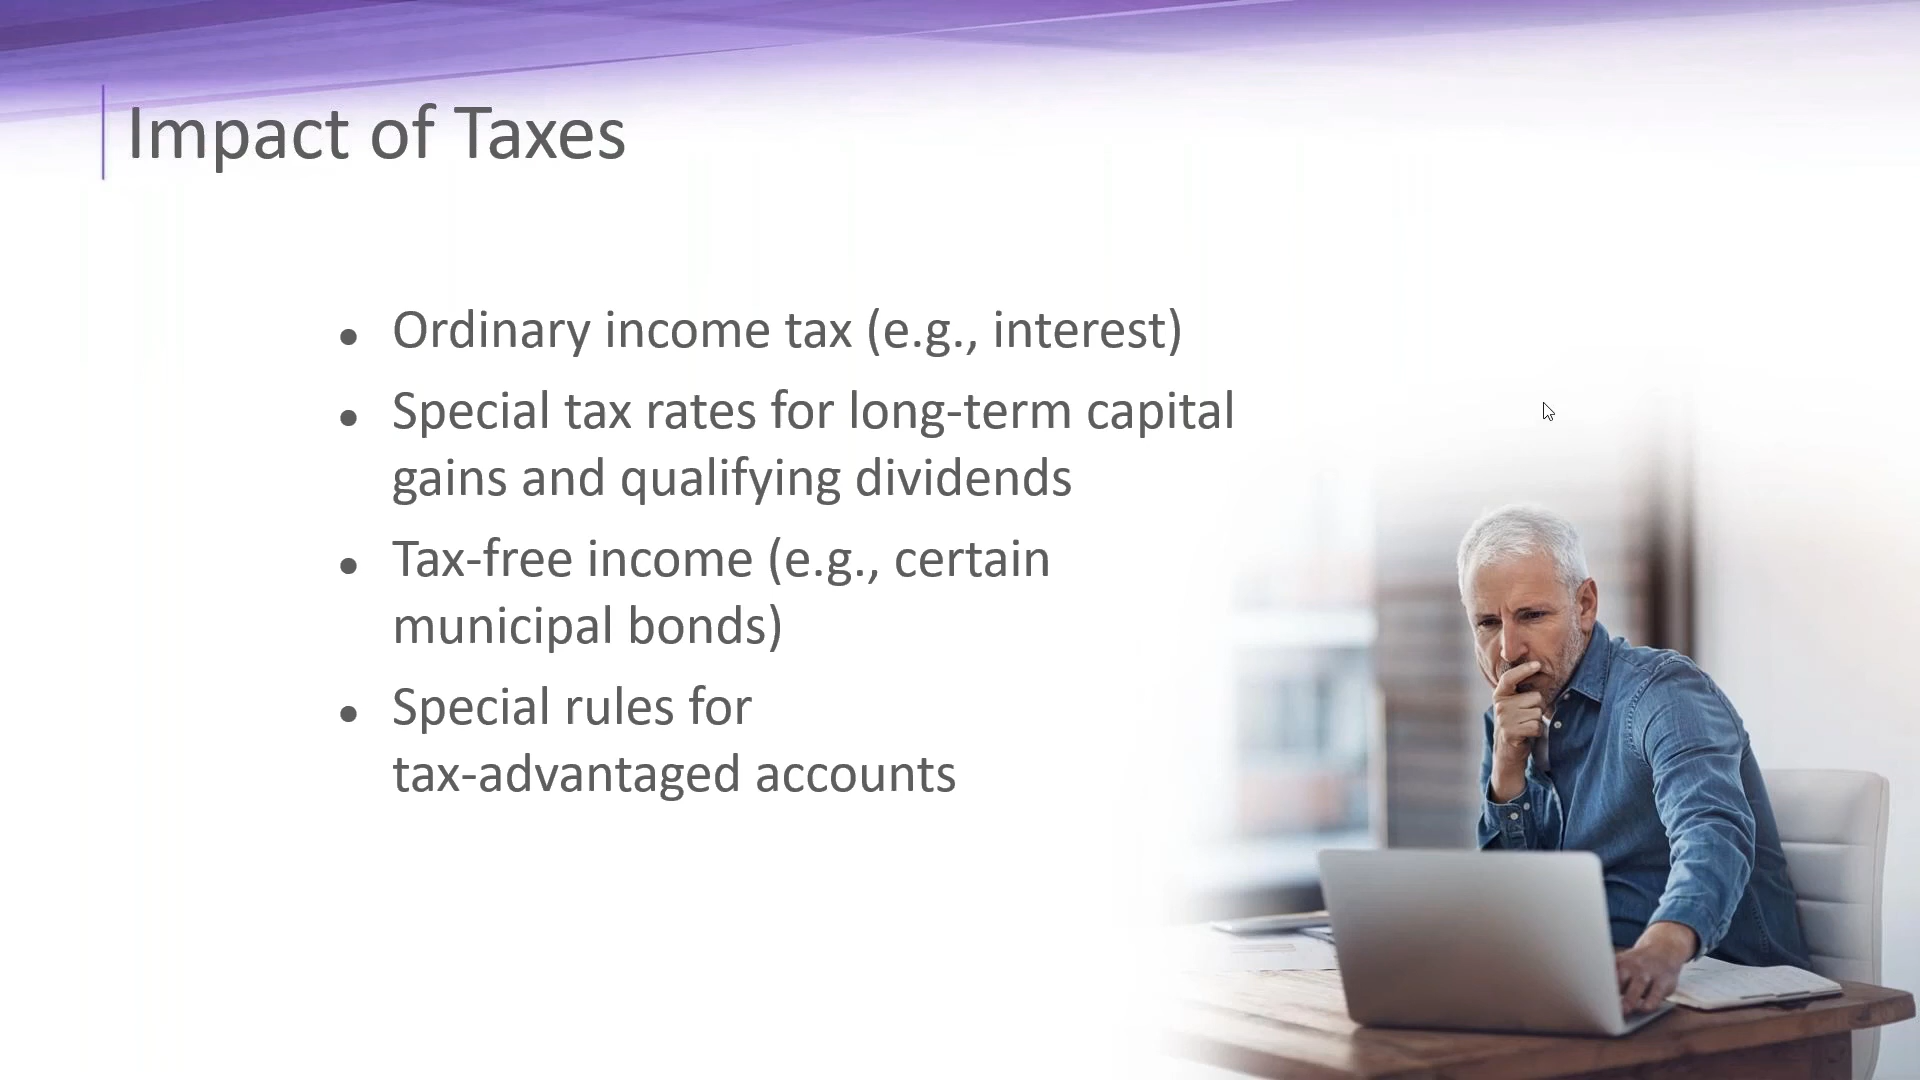 Impact of Taxes
• Ordinary income tax (e.g., interest)
• Special tax rates for long-term capital
gains and qualifying dividends
• Tax-free income (e.g., certain
municipal bonds)
• Special rules for
tax-advantaged accounts